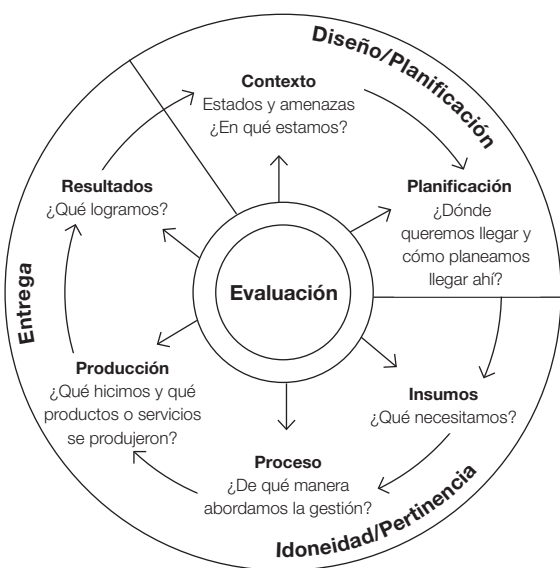 Diseño/Planificación
Contexto
Estados y amenazas
¿En qué estamos?
Planificación
¿Dónde
queremos llegar y
cómo planeamos
llegar ahí?
Insumos
¿Qué necesitamos?
Idoneidad/Pertinencia
Proceso
¿De qué manera
abordamos la gestión?
Producción
¿Qué hicimos y qué
productos o servicios
se produjeron?
Entrega
Resultados
¿Qué logramos?
Evaluación